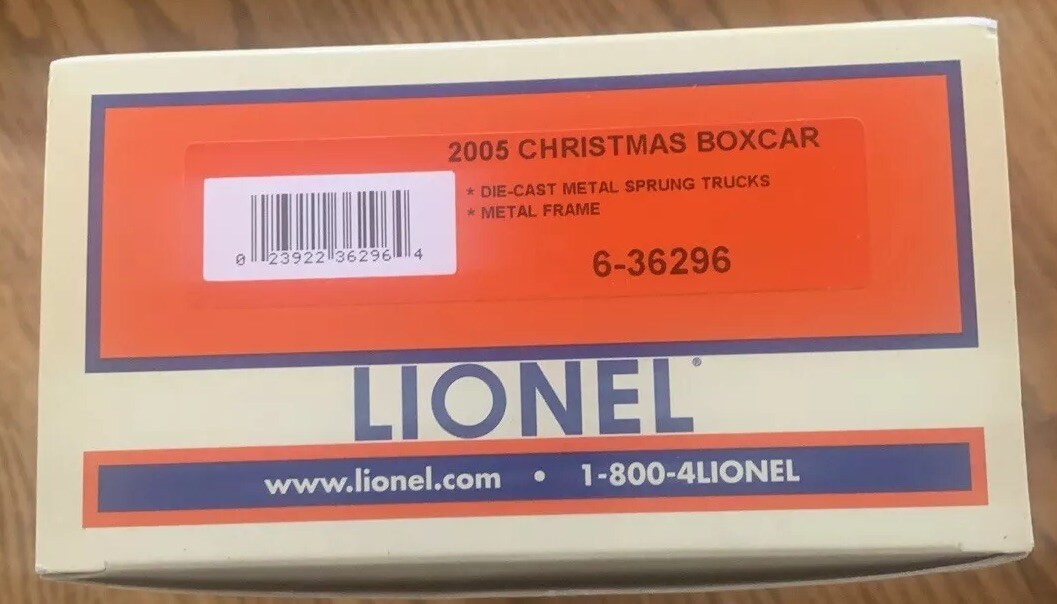 2005 CHRISTMAS BOXCAR
* DIE-CAST METAL SPRUNG TRUCKS
* METAL FRAME
0 23922 36296 4
6-36296
LIONEL®
www.lionel.com • 1-800-4LIONEL